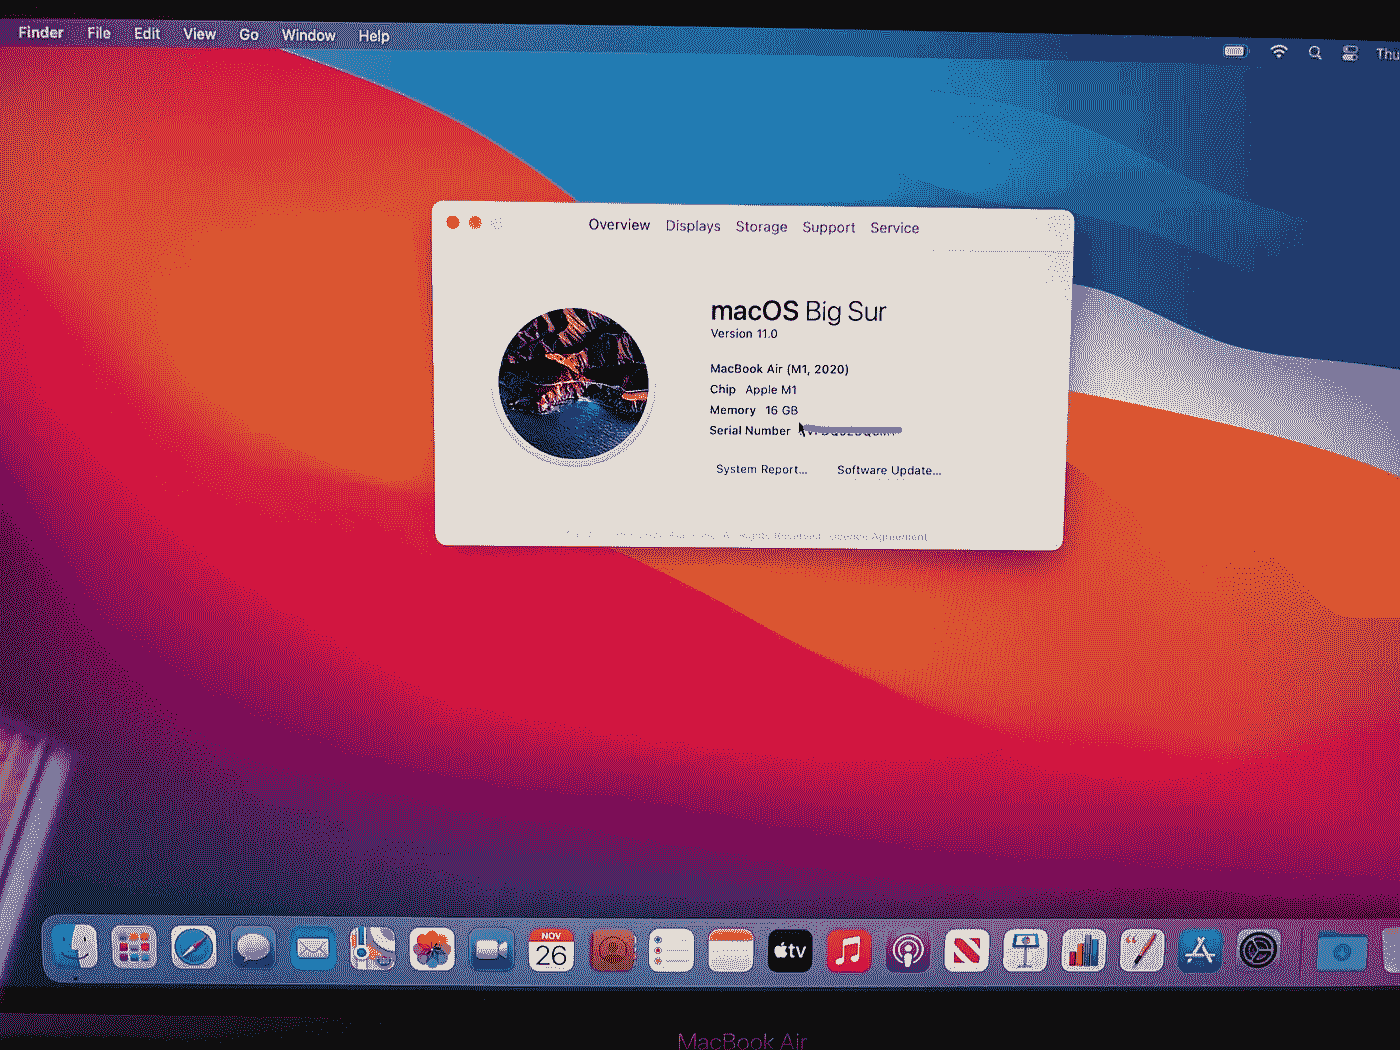 Finder File Edit View Go Window Help
Thu
Overview Displays Storage Support Service
macOS Big Sur
Version 11.0
MacBook Air (M1, 2020)
Chip Apple M1
Memory 16 GB
Serial Number
System Report... Software Update...
All Rights Reserved. License Agreement
NOV
26
tv
MacBook Air